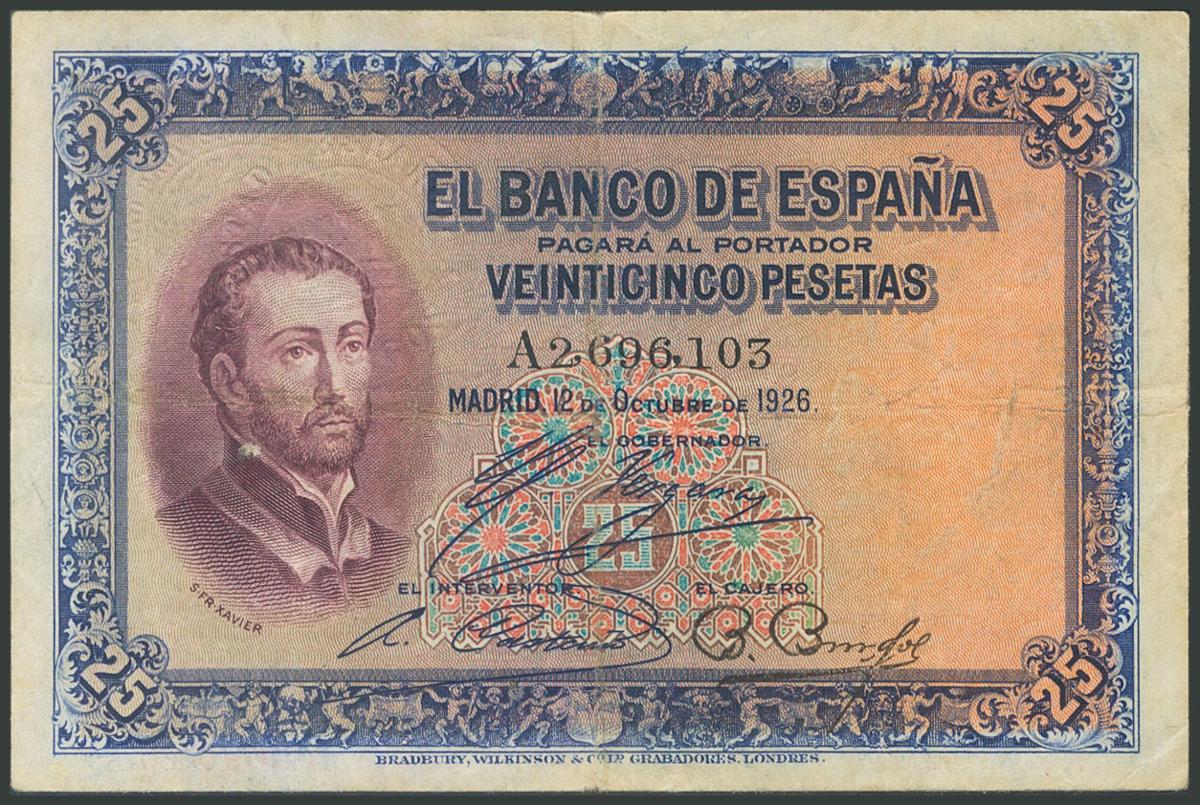 25
25
EL BANCO DE ESPAÑA
PAGARÁ AL PORTADOR
VEINTICINCO PESETAS
A2,696,103
MADRID. 12 DE OCTUBRE DE 1926.
EL GOBERNADOR.
25
EL INTERVENTOR.
EL CAJERO.
S. FR. XAVIER
25
25
BRADBURY, WILKINSON & Cº Lᴰ. GRABADORES. LONDRES.